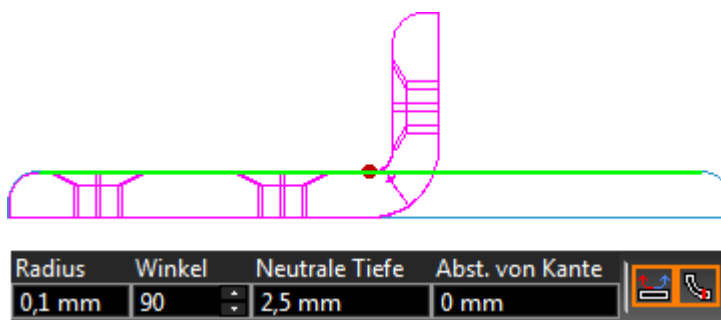 Radius Winkel Neutrale Tiefe Abst. von Kante
0,1 mm 90 2,5 mm 0 mm